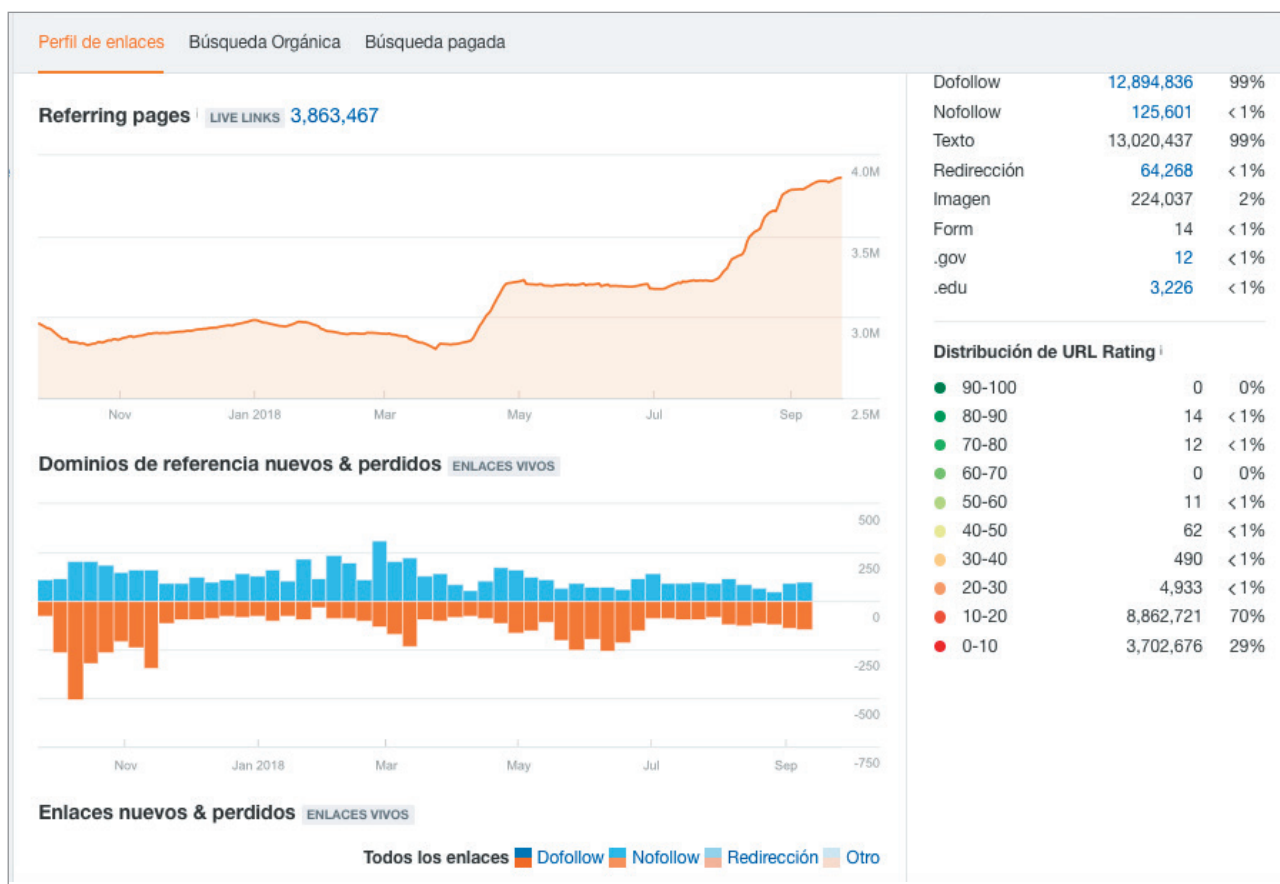 Perfil de enlaces Búsqueda Orgánica Búsqueda pagada
Referring pages i LIVE LINKS 3,863,467
4.0M
3.5M
3.0M
2.5M
Nov Jan 2018 Mar May Jul Sep
Dominios de referencia nuevos & perdidos ENLACES VIVOS
500
250
0
-250
-500
-750
Nov Jan 2018 Mar May Jul Sep
Enlaces nuevos & perdidos ENLACES VIVOS
Todos los enlaces Dofollow Nofollow Redirección Otro
Dofollow 12,894,836 99%
Nofollow 125,601 <1%
Texto 13,020,437 99%
Redirección 64,268 <1%
Imagen 224,037 2%
Form 14 <1%
.gov 12 <1%
.edu 3,226 <1%
Distribución de URL Rating i
90-100 0 0%
80-90 14 <1%
70-80 12 <1%
60-70 0 0%
50-60 11 <1%
40-50 62 <1%
30-40 490 <1%
20-30 4,933 <1%
10-20 8,862,721 70%
0-10 3,702,676 29%